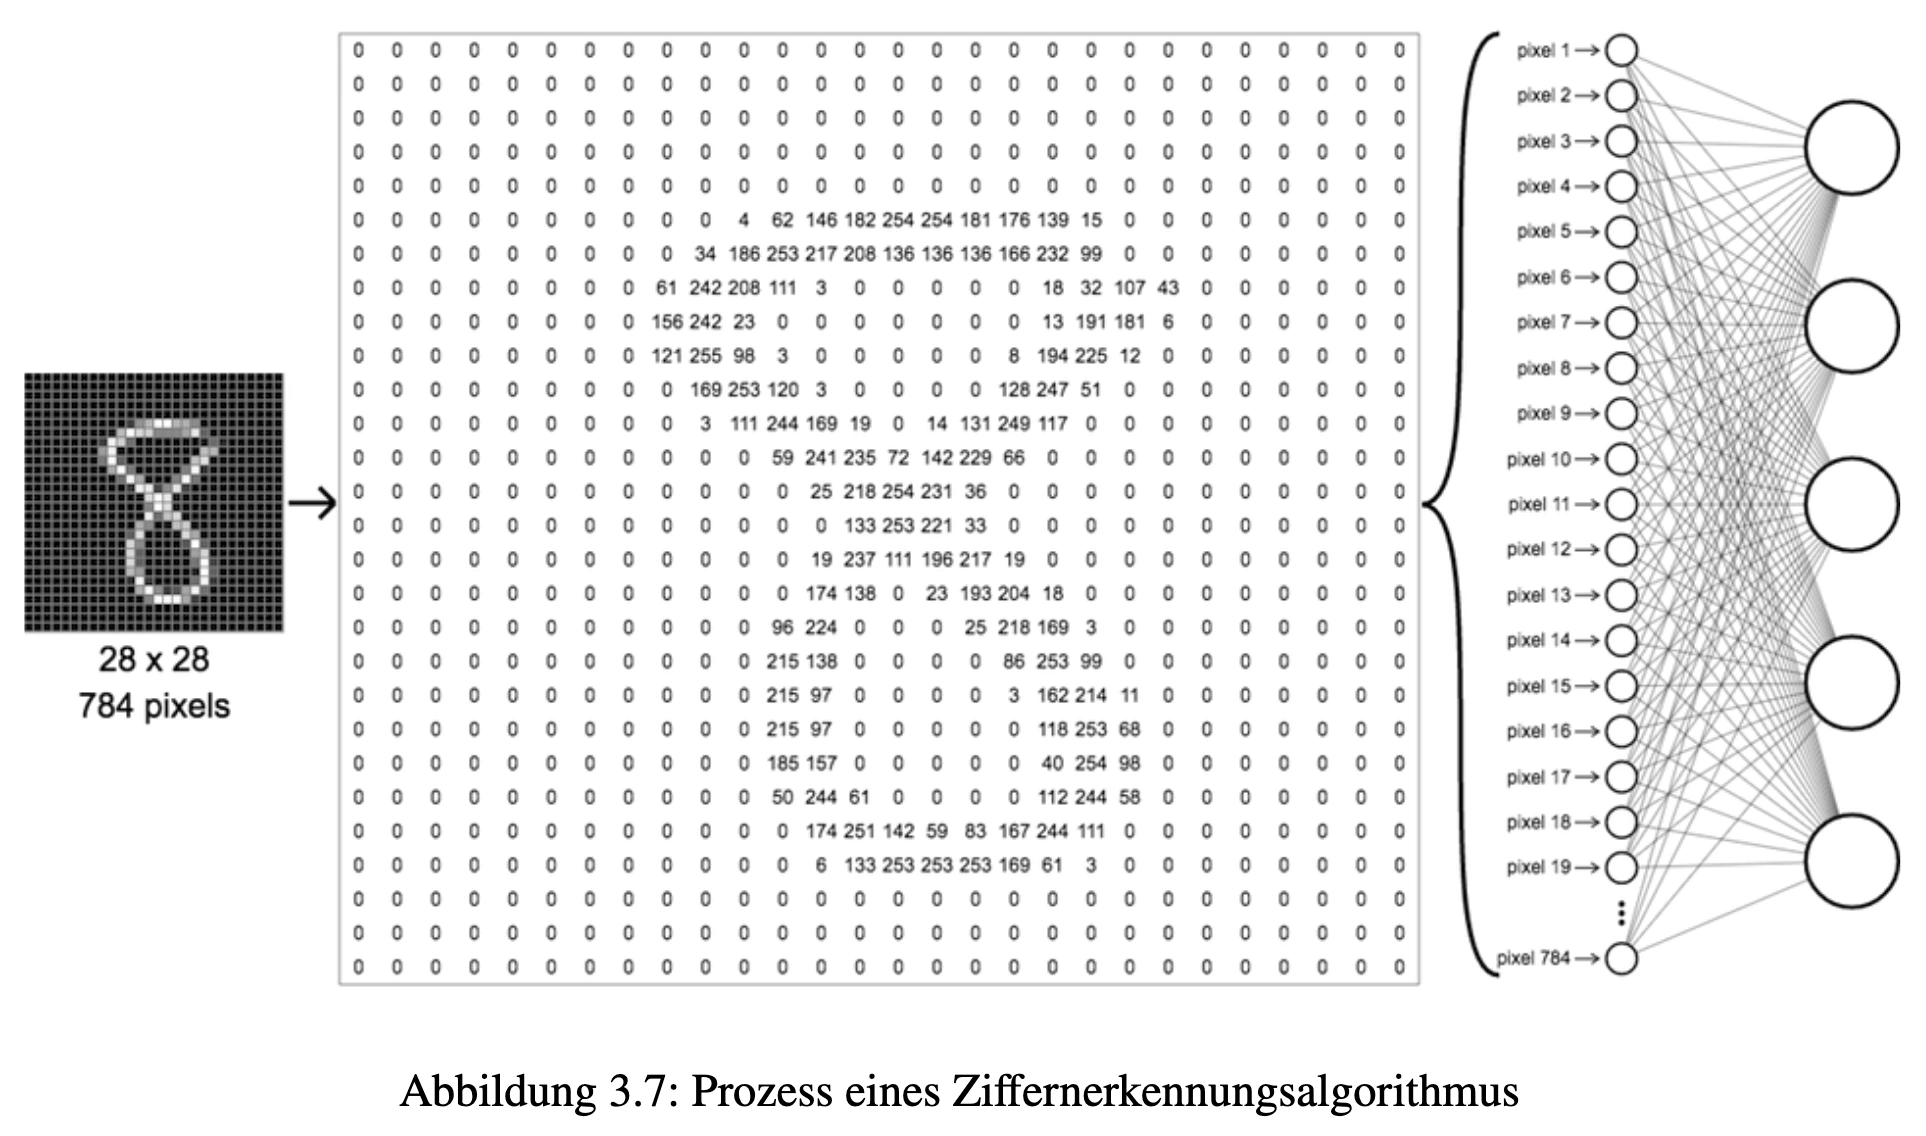 28 x 28
784 pixels
0 0 0 0 0 0 0 0 0 0 0 0 0 0 0 0 0 0 0 0 0 0 0 0 0 0 0 0
0 0 0 0 0 0 0 0 0 0 0 0 0 0 0 0 0 0 0 0 0 0 0 0 0 0 0 0
0 0 0 0 0 0 0 0 0 0 0 0 0 0 0 0 0 0 0 0 0 0 0 0 0 0 0 0
0 0 0 0 0 0 0 0 0 0 0 0 0 0 0 0 0 0 0 0 0 0 0 0 0 0 0 0
0 0 0 0 0 0 0 0 0 0 0 0 0 0 0 0 0 0 0 0 0 0 0 0 0 0 0 0
0 0 0 0 0 0 0 0 0 0 4 62 146 182 254 254 181 176 139 15 0 0 0 0 0 0 0 0
0 0 0 0 0 0 0 0 0 34 186 253 217 208 136 136 136 166 232 99 0 0 0 0 0 0 0 0
0 0 0 0 0 0 0 0 61 242 208 111 3 0 0 0 0 0 18 32 107 43 0 0 0 0 0 0
0 0 0 0 0 0 0 0 156 242 23 0 0 0 0 0 0 0 13 191 181 6 0 0 0 0 0 0
0 0 0 0 0 0 0 0 121 255 98 3 0 0 0 0 0 8 194 225 12 0 0 0 0 0 0 0
0 0 0 0 0 0 0 0 0 169 253 120 3 0 0 0 0 128 247 51 0 0 0 0 0 0 0 0
0 0 0 0 0 0 0 0 0 3 111 244 169 19 0 14 131 249 117 0 0 0 0 0 0 0 0 0
0 0 0 0 0 0 0 0 0 0 0 59 241 235 72 142 229 66 0 0 0 0 0 0 0 0 0 0
0 0 0 0 0 0 0 0 0 0 0 0 25 218 254 231 36 0 0 0 0 0 0 0 0 0 0 0
0 0 0 0 0 0 0 0 0 0 0 0 0 133 253 221 33 0 0 0 0 0 0 0 0 0 0 0
0 0 0 0 0 0 0 0 0 0 0 0 19 237 111 196 217 19 0 0 0 0 0 0 0 0 0 0
0 0 0 0 0 0 0 0 0 0 0 0 174 138 0 23 193 204 18 0 0 0 0 0 0 0 0 0
0 0 0 0 0 0 0 0 0 0 0 96 224 0 0 0 25 218 169 3 0 0 0 0 0 0 0 0
0 0 0 0 0 0 0 0 0 0 0 215 138 0 0 0 0 86 253 99 0 0 0 0 0 0 0 0
0 0 0 0 0 0 0 0 0 0 0 215 97 0 0 0 0 3 162 214 11 0 0 0 0 0 0 0
0 0 0 0 0 0 0 0 0 0 0 215 97 0 0 0 0 0 118 253 68 0 0 0 0 0 0 0
0 0 0 0 0 0 0 0 0 0 0 185 157 0 0 0 0 0 40 254 98 0 0 0 0 0 0 0
0 0 0 0 0 0 0 0 0 0 0 50 244 61 0 0 0 0 112 244 58 0 0 0 0 0 0 0
0 0 0 0 0 0 0 0 0 0 0 0 174 251 142 59 83 167 244 111 0 0 0 0 0 0 0 0
0 0 0 0 0 0 0 0 0 0 0 0 6 133 253 253 253 169 61 3 0 0 0 0 0 0 0 0
0 0 0 0 0 0 0 0 0 0 0 0 0 0 0 0 0 0 0 0 0 0 0 0 0 0 0 0
0 0 0 0 0 0 0 0 0 0 0 0 0 0 0 0 0 0 0 0 0 0 0 0 0 0 0 0
0 0 0 0 0 0 0 0 0 0 0 0 0 0 0 0 0 0 0 0 0 0 0 0 0 0 0 0
pixel 1
pixel 2
pixel 3
pixel 4
pixel 5
pixel 6
pixel 7
pixel 8
pixel 9
pixel 10
pixel 11
pixel 12
pixel 13
pixel 14
pixel 15
pixel 16
pixel 17
pixel 18
pixel 19
pixel 784
Abbildung 3.7: Prozess eines Ziffernerkennungsalgorithmus